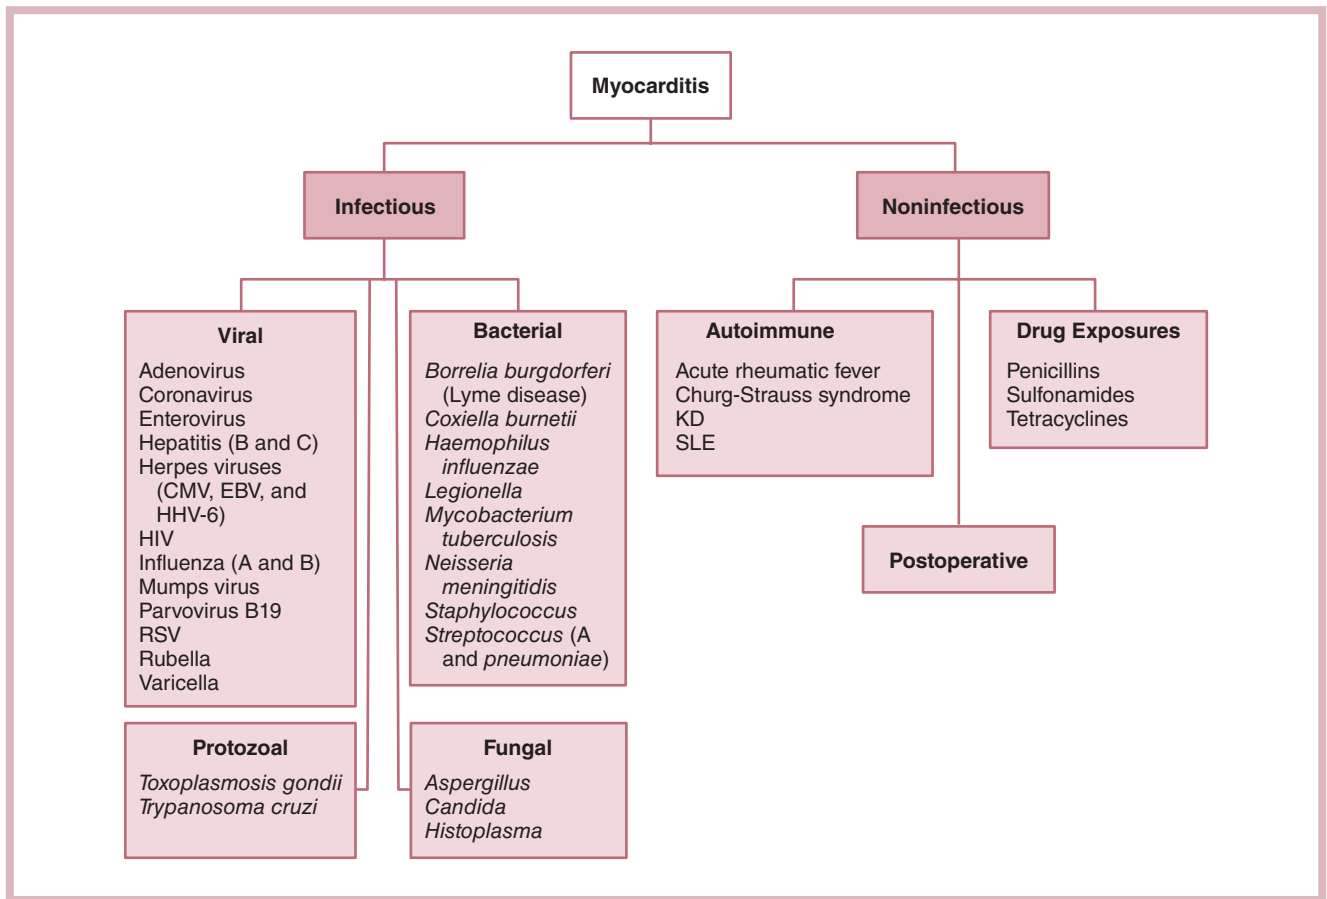 Myocarditis
Infectious
Noninfectious
Viral
Adenovirus
Coronavirus
Enterovirus
Hepatitis (B and C)
Herpes viruses
(CMV, EBV, and
HHV-6)
HIV
Influenza (A and B)
Mumps virus
Parvovirus B19
RSV
Rubella
Varicella
Bacterial
Borrelia burgdorferi
(Lyme disease)
Coxiella burnetii
Haemophilus
influenzae
Legionella
Mycobacterium
tuberculosis
Neisseria
meningitidis
Staphylococcus
Streptococcus (A
and pneumoniae)
Protozoal
Toxoplasmosis gondii
Trypanosoma cruzi
Fungal
Aspergillus
Candida
Histoplasma
Autoimmune
Acute rheumatic fever
Churg-Strauss syndrome
KD
SLE
Drug Exposures
Penicillins
Sulfonamides
Tetracyclines
Postoperative